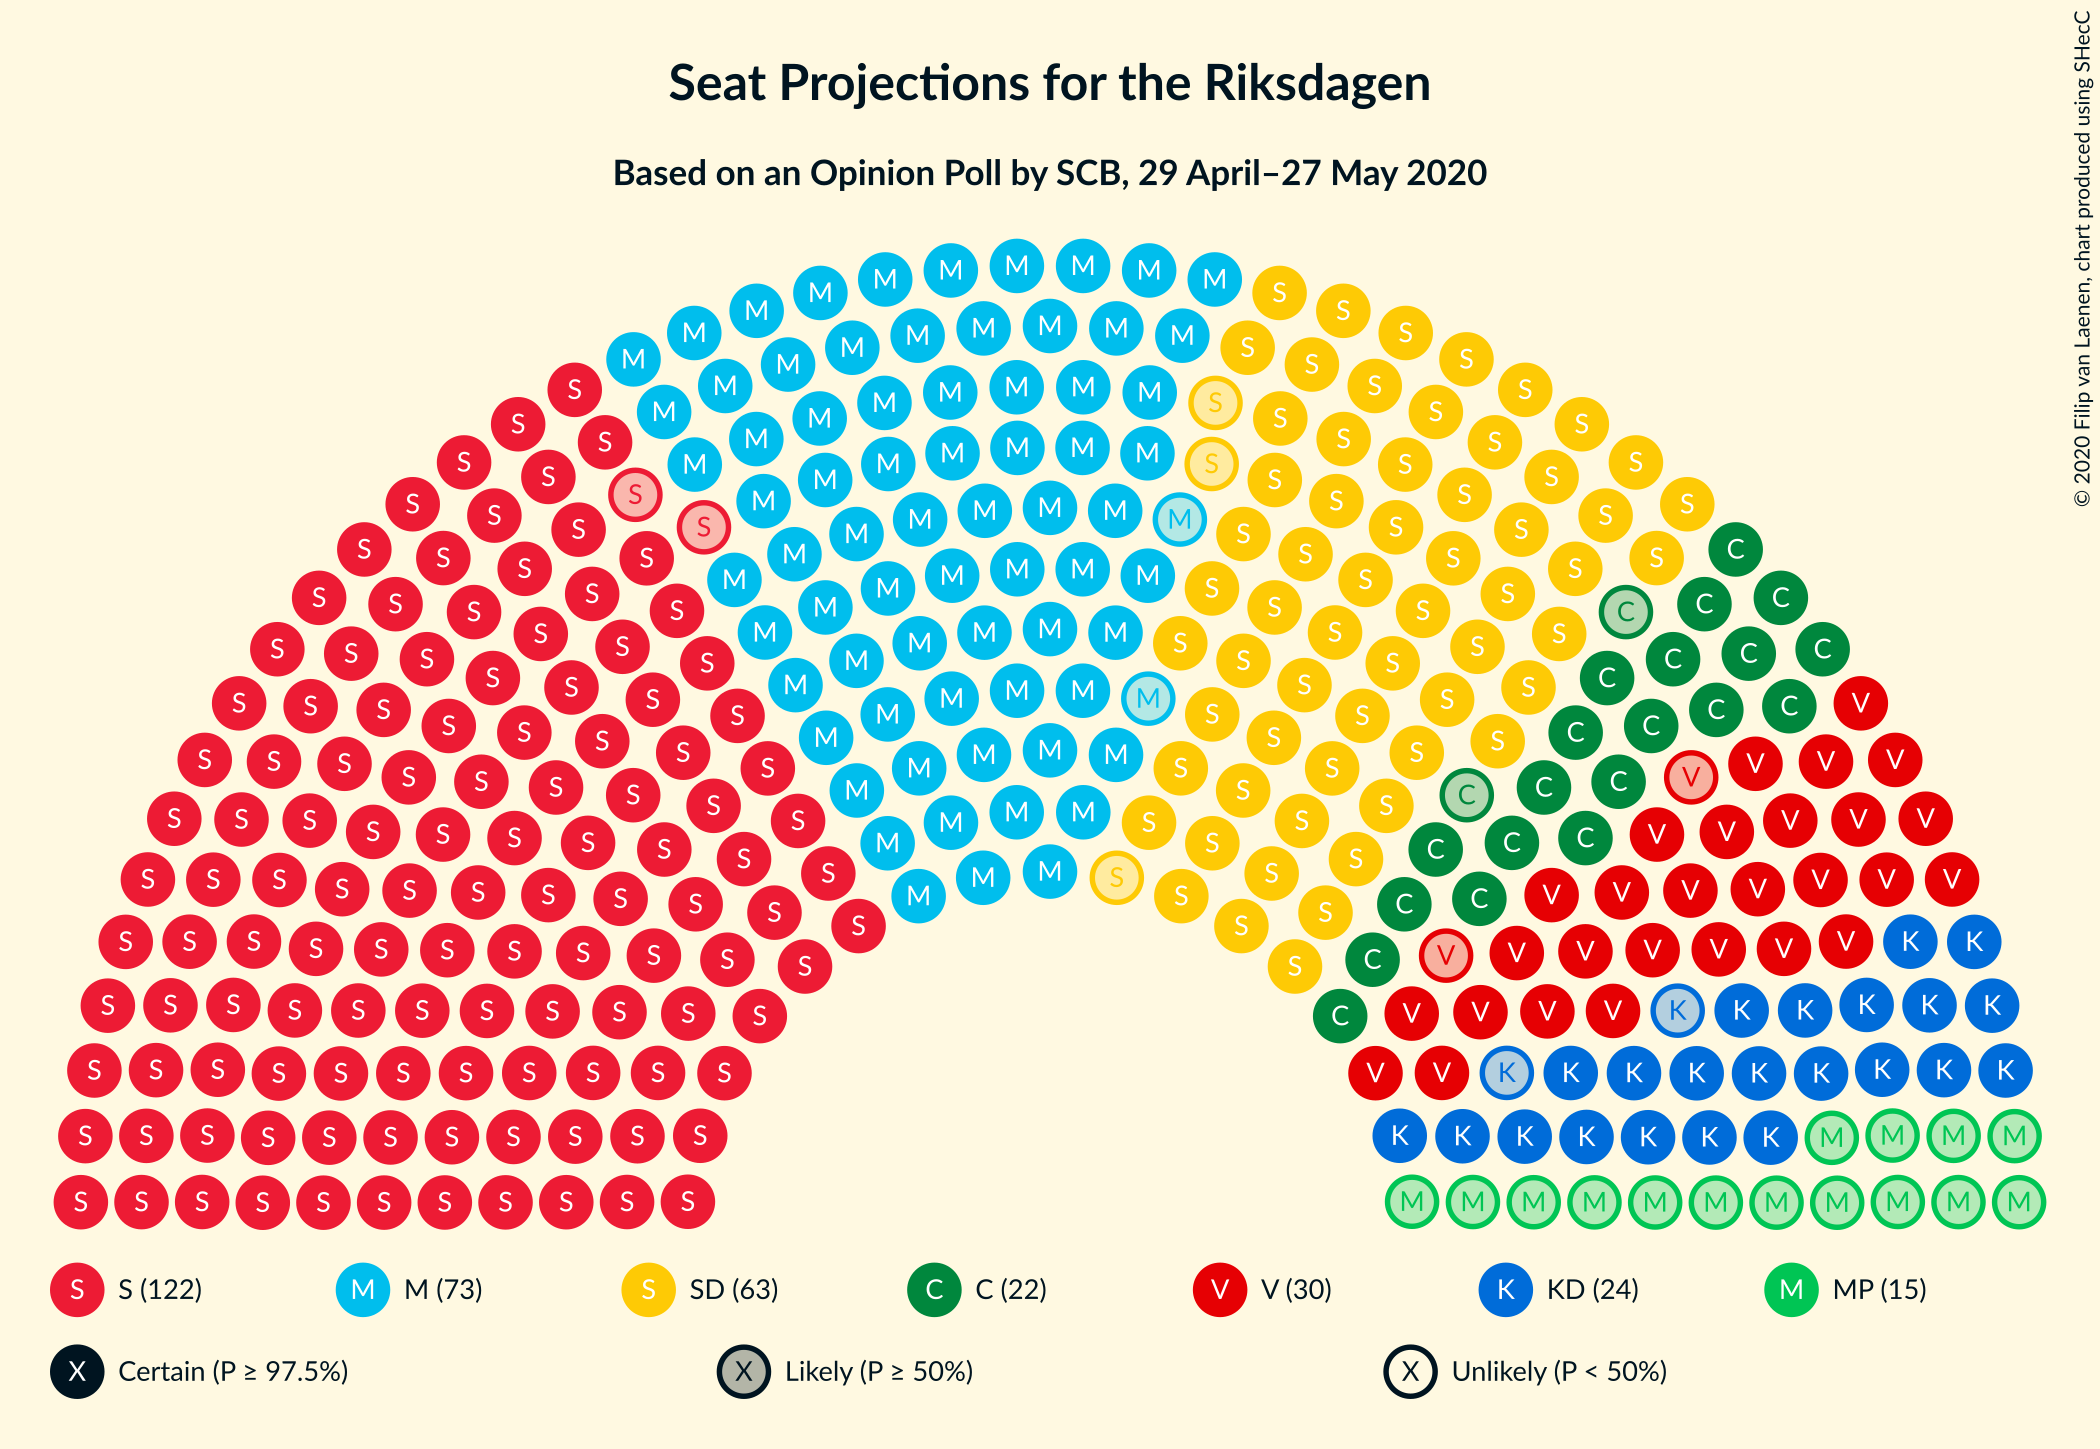 Seat Projections for the Riksdagen
Based on an Opinion Poll by SCB, 29 April–27 May 2020
© 2020 Filip van Laenen, chart produced using SHecC
S S (122) M M (73) S SD (63) C C (22) V V (30) K KD (24) M MP (15)
X Certain (P ≥ 97.5%) X Likely (P ≥ 50%) X Unlikely (P < 50%)